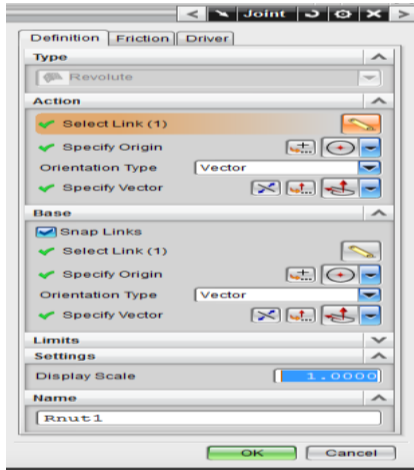 Joint
Definition Friction Driver
Type
Revolute
Action
Select Link (1)
Specify Origin
Orientation Type Vector
Specify Vector
Base
Snap Links
Select Link (1)
Specify Origin
Orientation Type Vector
Specify Vector
Limits
Settings
Display Scale 1.0000
Name
Rnut1
OK Cancel